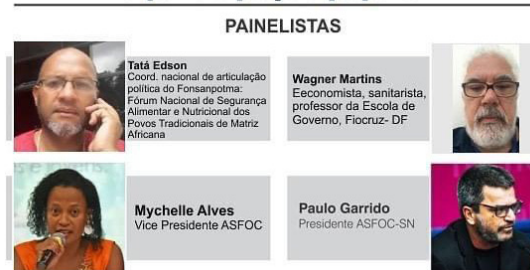 PAINELISTAS
Tatá Edson
Coord. nacional de articulação
política do Fonsanpotma:
Fórum Nacional de Segurança
Alimentar e Nutricional dos
Povos Tradicionais de Matriz
Africana
Wagner Martins
Eeconomista, sanitarista,
professor da Escola de
Governo, Fiocruz- DF
Mychelle Alves
Vice Presidente ASFOC
Paulo Garrido
Presidente ASFOC-SN